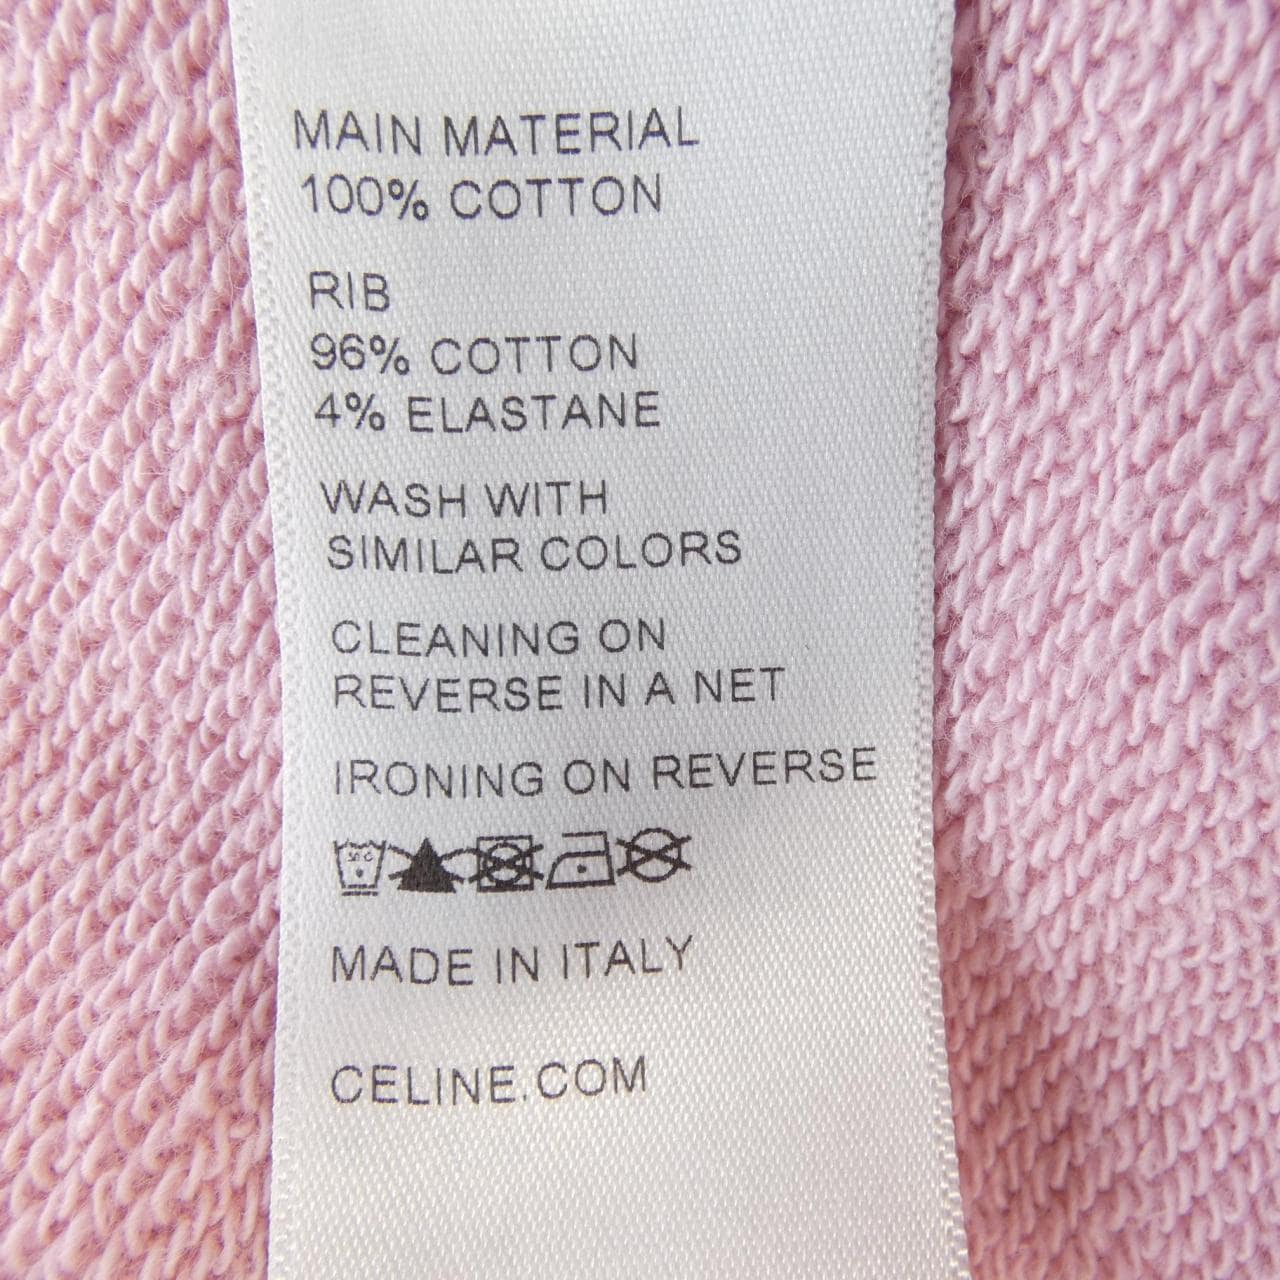 MAIN MATERIAL
100% COTTON
RIB
96% COTTON
4% ELASTANE
WASH WITH
SIMILAR COLORS
CLEANING ON
REVERSE IN A NET
IRONING ON REVERSE
MADE IN ITALY
CELINE.COM